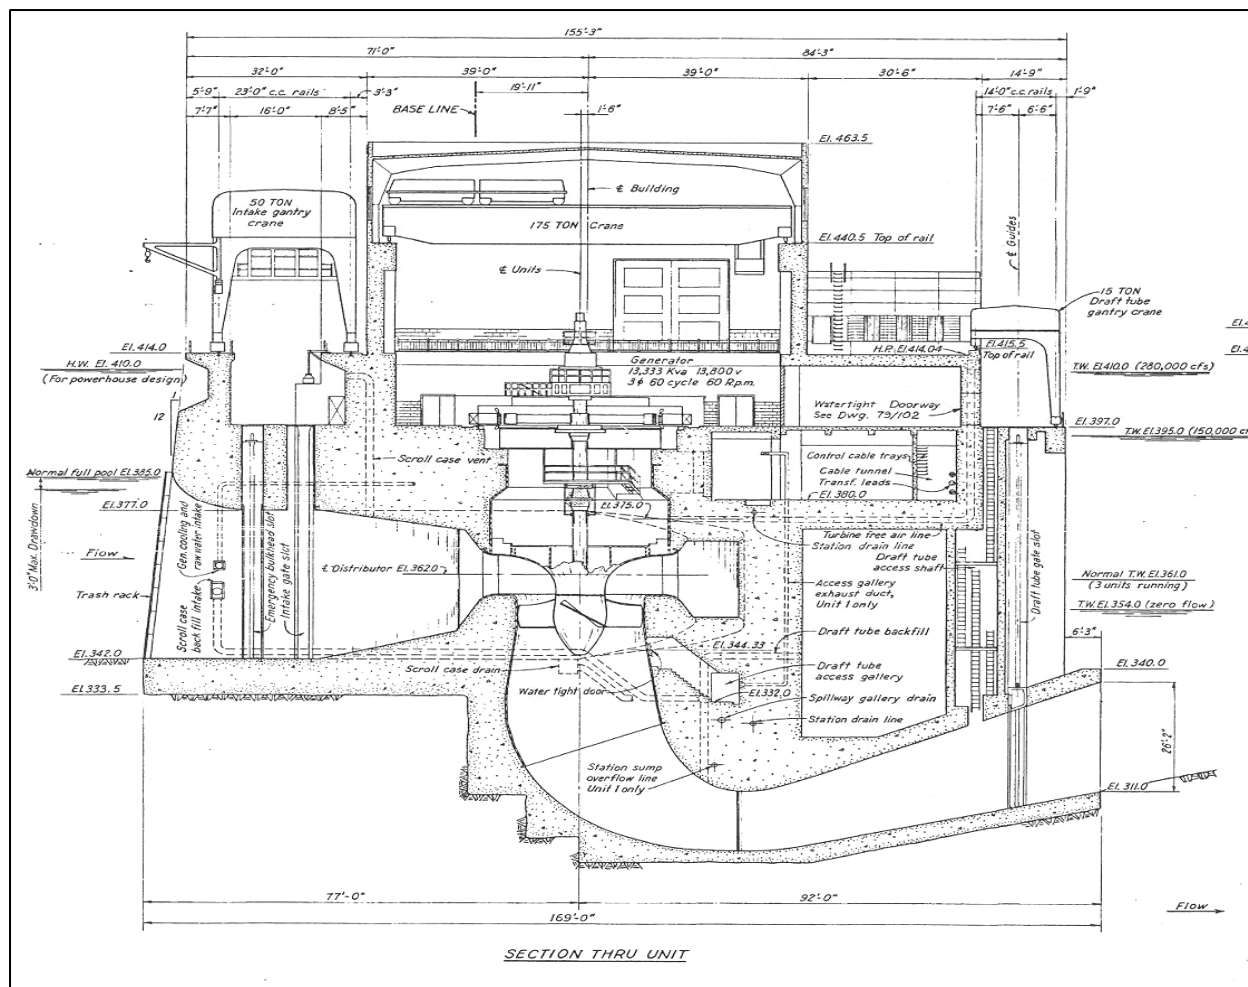 155'-3"
71'-0"
84'-3"
32'-0"
39'-0"
39'-0"
30'-6"
14'-9"
5'-9"
23'-0" c.c. rails
3'-3"
19'-11"
14'-0" c.c. rails
1'-9"
7'-7"
16'-0"
8'-5"
BASE LINE
1'-6"
7'-6"
6'-6"
El. 463.5
50 TON
Intake gantry
crane
℄ Building
175 TON Crane
El. 440.5 Top of rail
℄ Guides
℄ Units
15 TON
Draft tube
gantry crane
El. 414.0
H.W. El. 410.0
(For powerhouse design)
H.P. El. 414.04
El. 415.5
Top of rail
T.W. El. 410.0 (280,000 cfs)
Generator
13,333 Kva 13,800 v
3 ϕ 60 cycle 60 R.p.m.
1
12
Watertight Doorway
See Dwg. 79/102
El. 397.0
T.W. El. 395.0 (150,000
Scroll case vent
Control cable trays
Cable tunnel
Transf. leads
El. 380.0
Normal full pool El. 385.0
El. 377.0
El. 375.0
3'-0" Max. Drawdown
Gen. cooling and
raw water intake
Emergency bulkhead slot
Intake gate slot
Turbine free air line
Station drain line
Draft tube
access shaft
Draft tube gate slot
Flow
℄ Distributor El. 362.0
Trash rack
Scroll case
backfill intake
Access gallery
exhaust duct,
Unit 1 only
Normal T.W. El. 361.0
(3 units running)
T.W. El. 354.0 (zero flow)
Draft tube backfill
6'-3"
El. 342.0
El. 344.33
El. 340.0
Scroll case drain
Draft tube
access gallery
El. 333.5
Water tight door
El. 332.0
Spillway gallery drain
Station drain line
26'-2"
Station sump
overflow line
Unit 1 only
El. 311.0
77'-0"
92'-0"
169'-0"
Flow
SECTION THRU UNIT